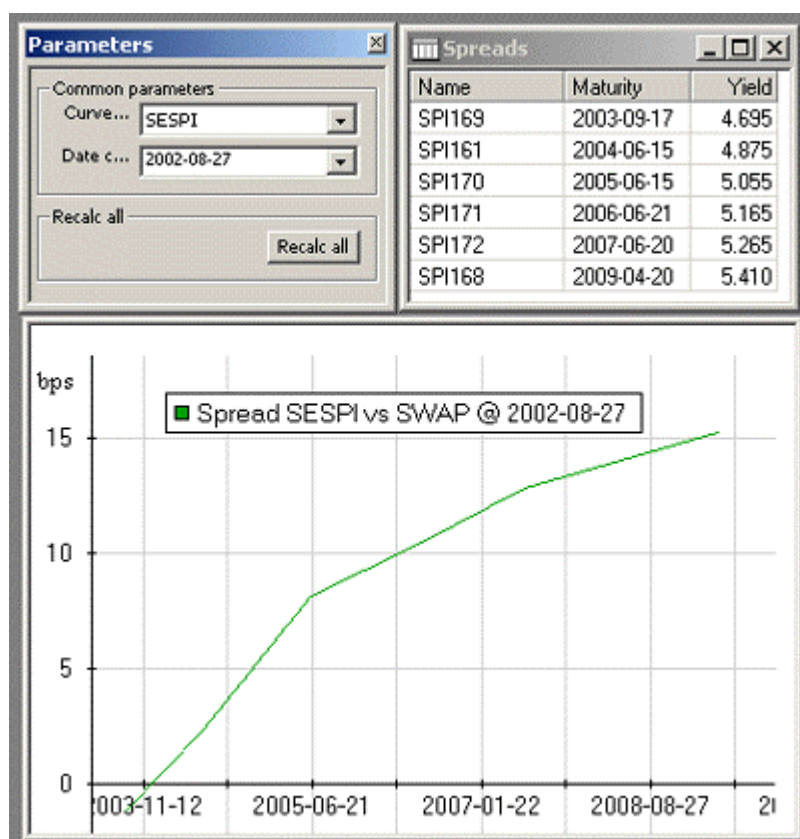 Parameters
Common parameters
Curve... SESPI
Date c... 2002-08-27
Recalc all
Recalc all
Spreads
Name Maturity Yield
SPI169 2003-09-17 4.695
SPI161 2004-06-15 4.875
SPI170 2005-06-15 5.055
SPI171 2006-06-21 5.165
SPI172 2007-06-20 5.265
SPI168 2009-04-20 5.410
bps
Spread SESPI vs SWAP @ 2002-08-27
15
10
5
0
2003-11-12 2005-06-21 2007-01-22 2008-08-27